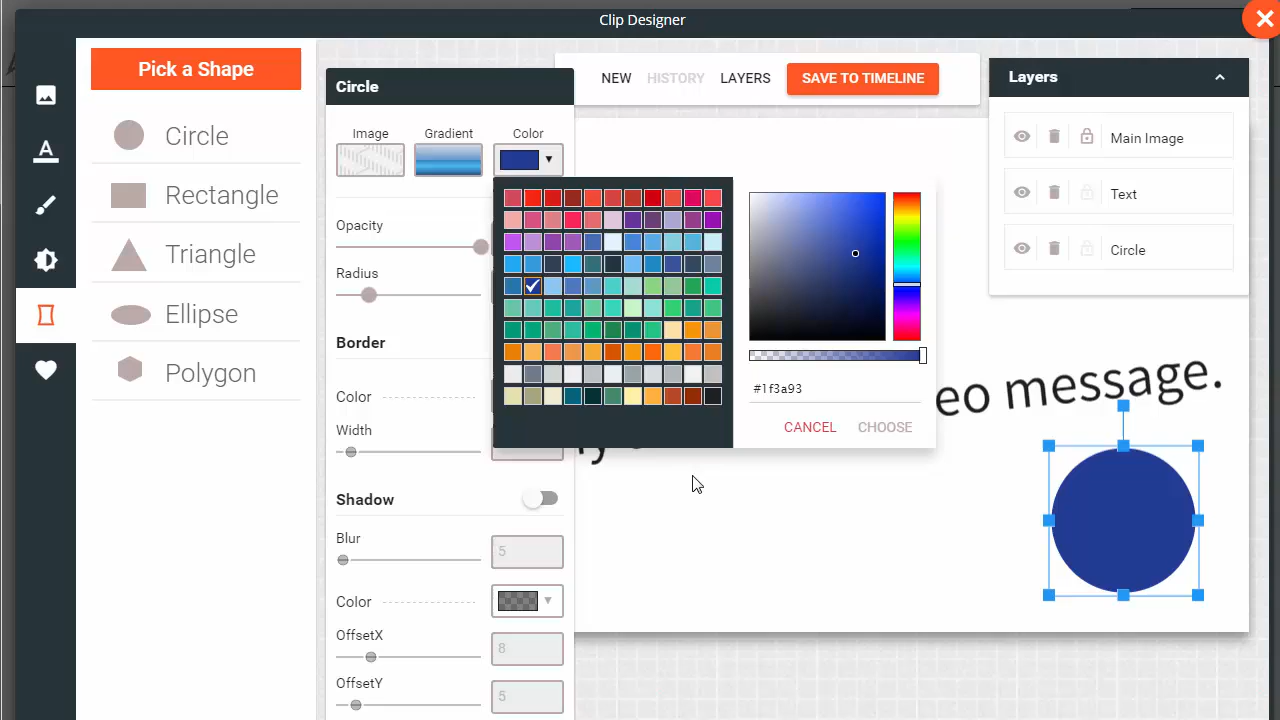 Clip Designer
Pick a Shape
Circle
Rectangle
Triangle
Ellipse
Polygon
Circle
Image Gradient Color
Opacity
Radius
Border
Color
Width
Shadow
Blur
5
Color
OffsetX
8
OffsetY
5
NEW HISTORY LAYERS SAVE TO TIMELINE
#1f3a93
CANCEL CHOOSE
eo message.
Layers
Main Image
Text
Circle